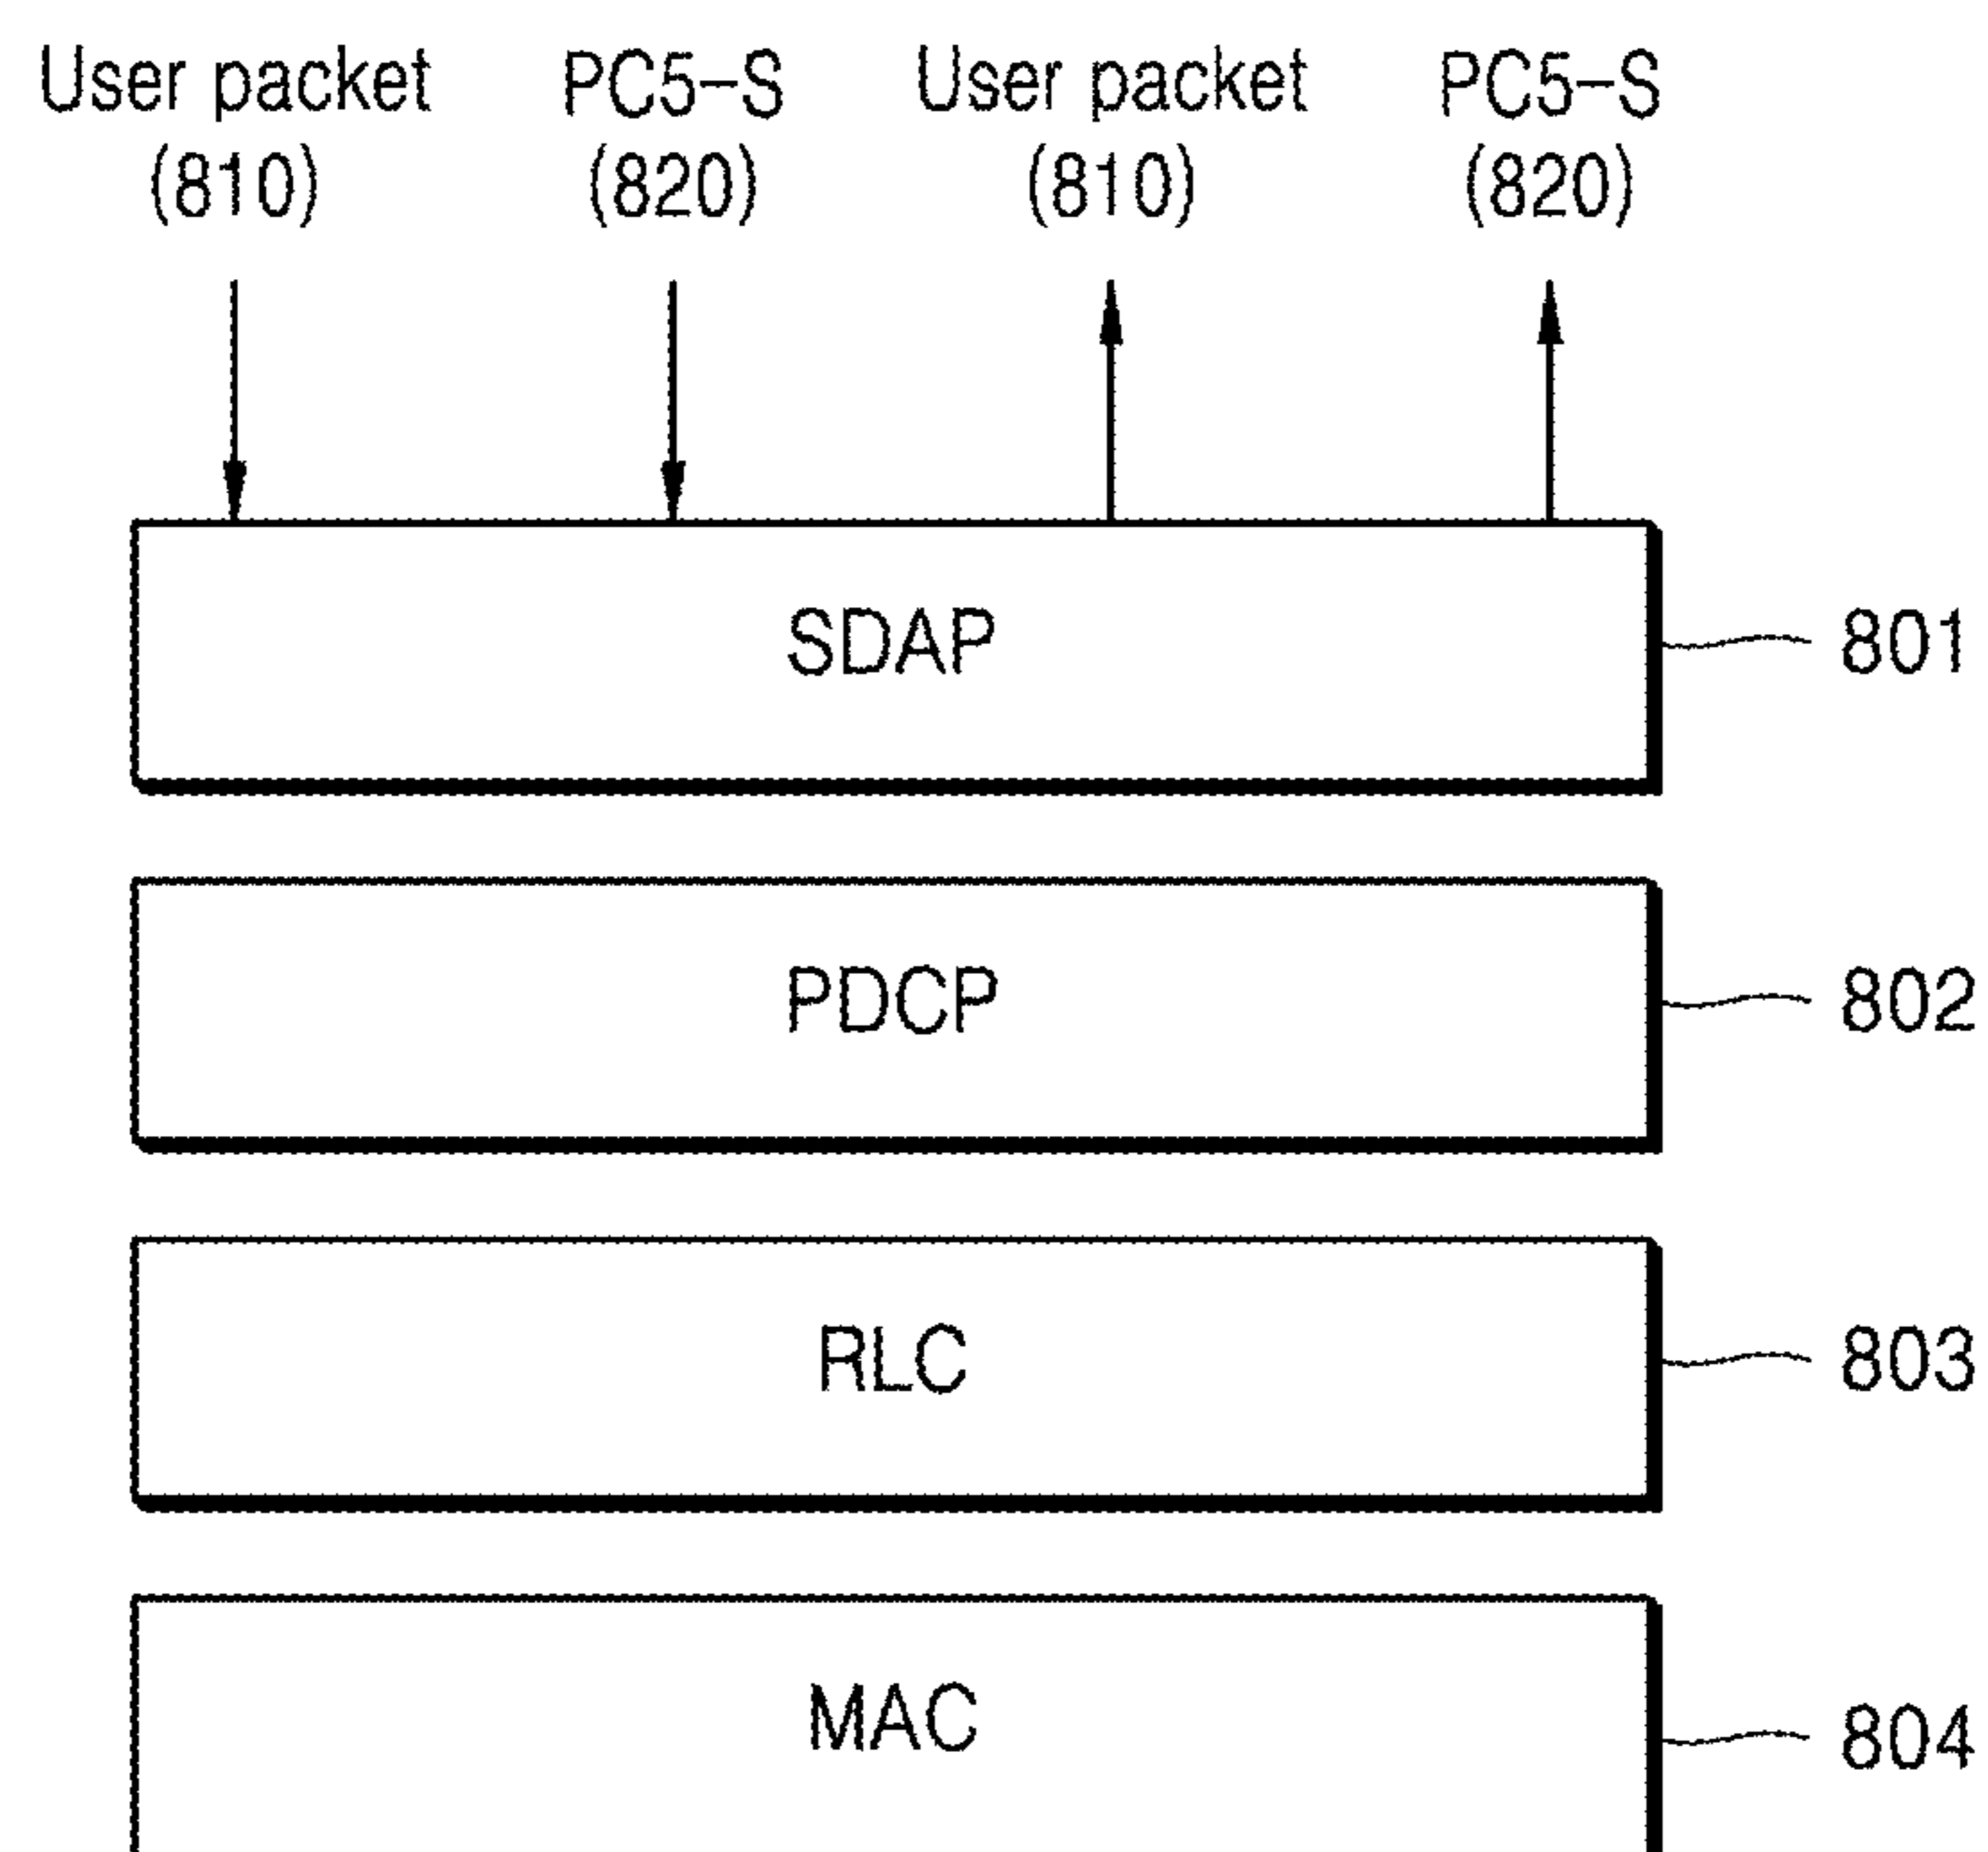 User packet PC5-S User packet PC5-S
(810) (820) (810) (820)
SDAP 801
PDCP 802
RLC 803
MAC 804